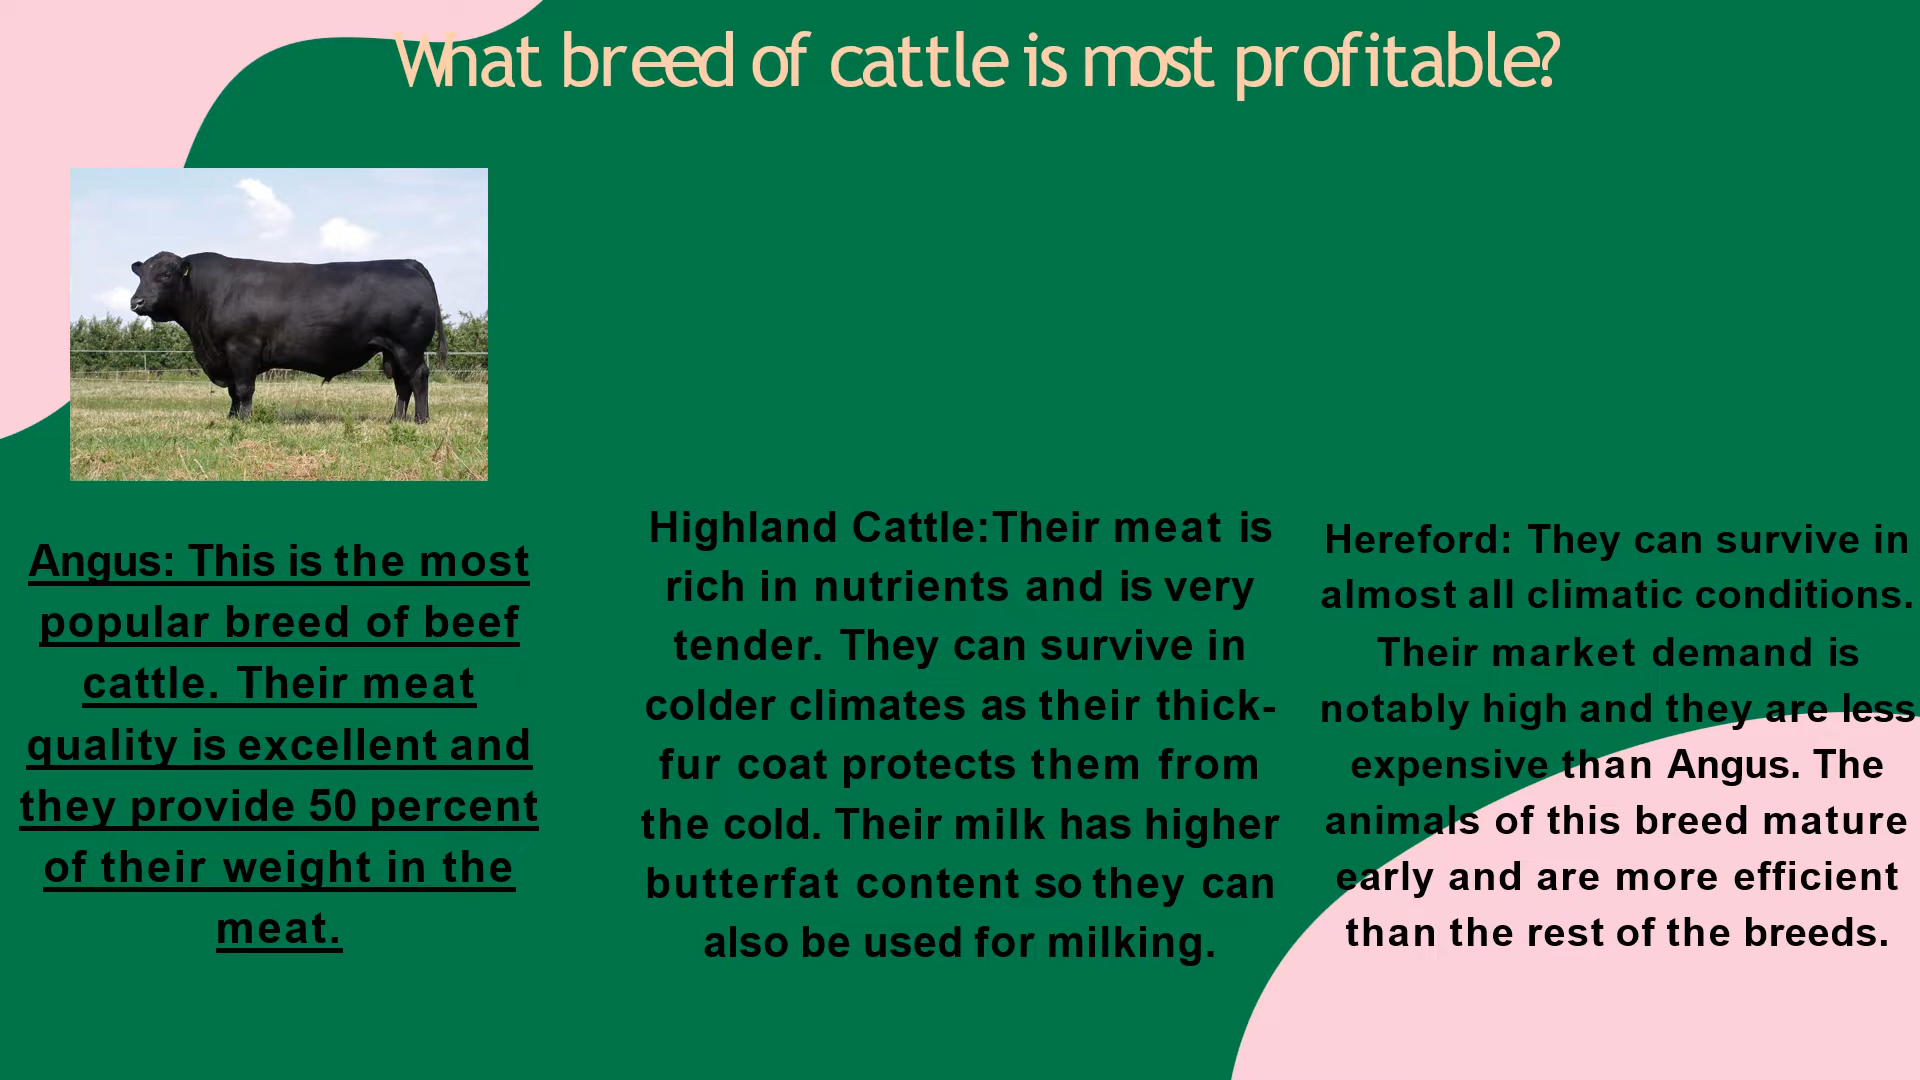 What breed of cattle is most profitable?
Angus: This is the most
popular breed of beef
cattle. Their meat
quality is excellent and
they provide 50 percent
of their weight in the
meat.
Highland Cattle:Their meat is
rich in nutrients and is very
tender. They can survive in
colder climates as their thick-
fur coat protects them from
the cold. Their milk has higher
butterfat content so they can
also be used for milking.
Hereford: They can survive in
almost all climatic conditions.
Their market demand is
notably high and they are less
expensive than Angus. The
animals of this breed mature
early and are more efficient
than the rest of the breeds.